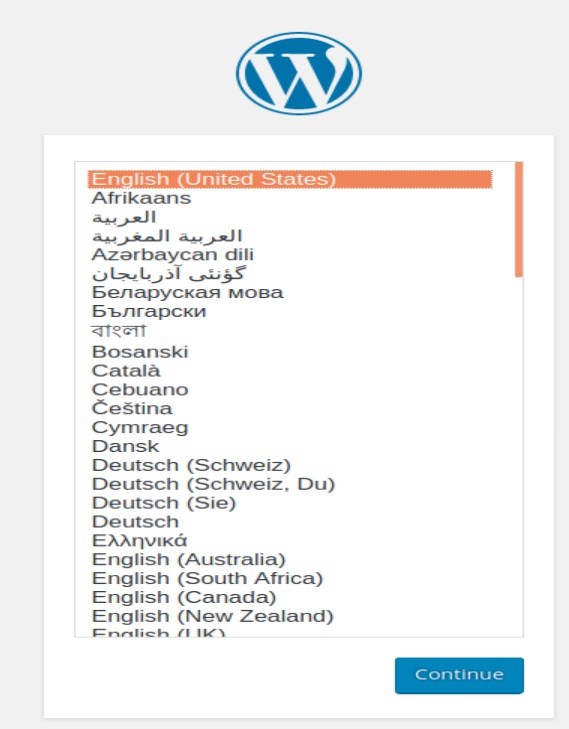 English (United States)
Afrikaans
العربية
العربية المغربية
Azərbaycan dili
گؤنئی آذربایجان
Беларуская мова
Български
বাংলা
Bosanski
Català
Cebuano
Čeština
Cymraeg
Dansk
Deutsch (Schweiz)
Deutsch (Schweiz, Du)
Deutsch (Sie)
Deutsch
Ελληνικά
English (Australia)
English (South Africa)
English (Canada)
English (New Zealand)
English (UK)
Continue